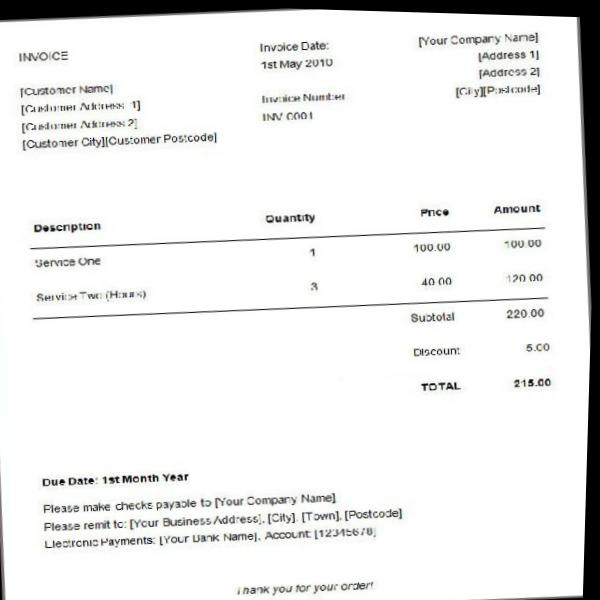 INVOICE
Invoice Date:
1st May 2010
[Your Company Name]
[Address 1]
[Address 2]
[City][Postcode]
[Customer Name]
[Customer Address 1]
[Customer Address 2]
[Customer City][Customer Postcode]
Invoice Number
INV 0001
Description Quantity Price Amount
Service One 1 100.00 100.00
Service Two (Hours) 3 40.00 120.00
Subtotal 220.00
Discount 5.00
TOTAL 215.00
Due Date: 1st Month Year
Please make checks payable to [Your Company Name]
Please remit to: [Your Business Address], [City], [Town], [Postcode]
Electronic Payments: [Your Bank Name], Account: [12345678]
Thank you for your order!